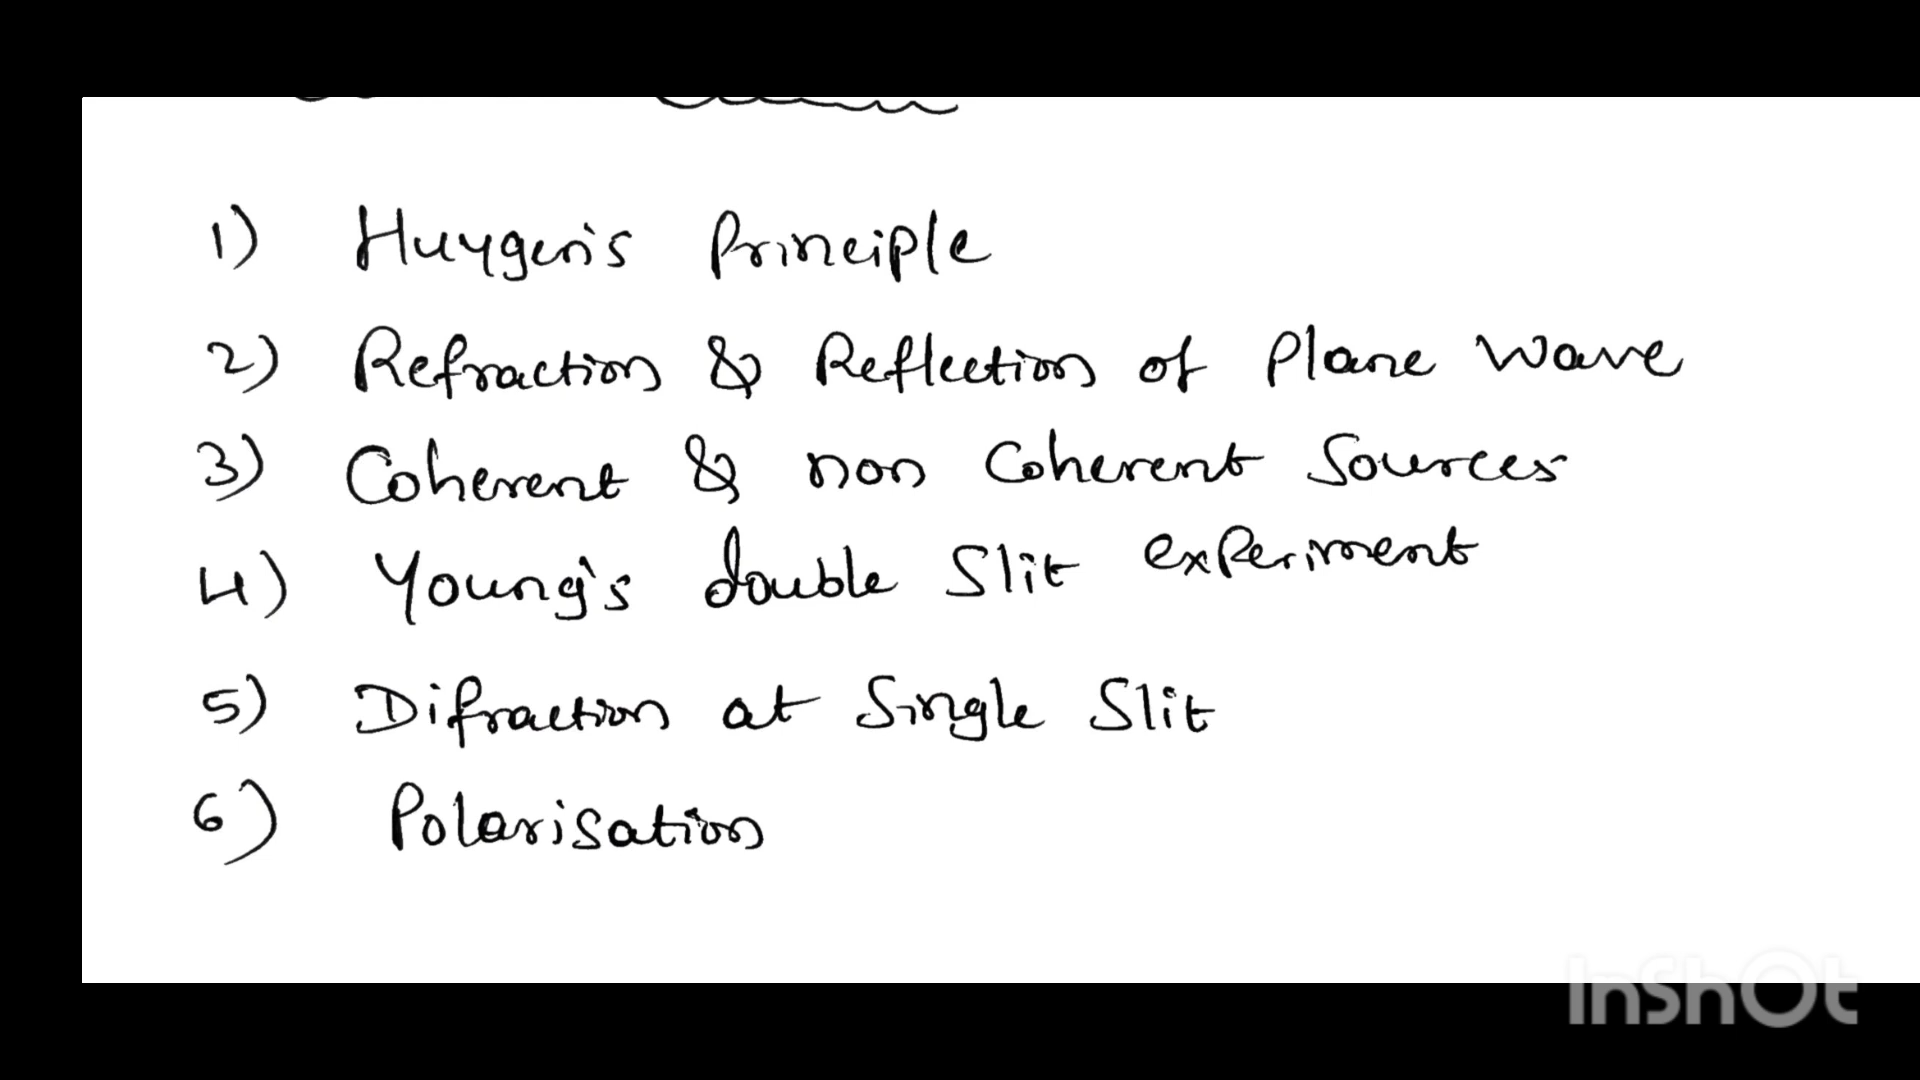 1) Huygen's Principle
2) Refraction & Reflection of Plane wave
3) Coherent & non Coherent Sources
4) Young's double Slit experiment
5) Difraction at Single Slit
6) Polarisation
InShOt